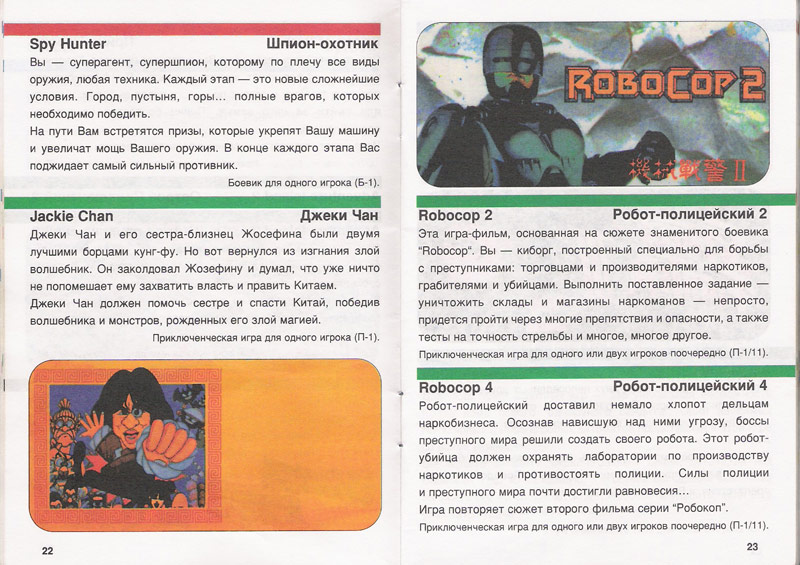 Spy Hunter Шпион-охотник
Вы — суперагент, супершпион, которому по плечу все виды
оружия, любая техника. Каждый этап — это новые сложнейшие
условия. Город, пустыня, горы... полные врагов, которых
необходимо победить.
На пути Вам встретятся призы, которые укрепят Вашу машину
и увеличат мощь Вашего оружия. В конце каждого этапа Вас
поджидает самый сильный противник.
Боевик для одного игрока (Б-1).
Jackie Chan Джеки Чан
Джеки Чан и его сестра-близнец Жосефина были двумя
лучшими борцами кунг-фу. Но вот вернулся из изгнания злой
волшебник. Он заколдовал Жозефину и думал, что уже ничто
не попомешает ему захватить власть и править Китаем.
Джеки Чан должен помочь сестре и спасти Китай, победив
волшебника и монстров, рожденных его злой магией.
Приключенческая игра для одного игрока (П-1).
22
ROBOCOP 2
機械戰警 II
Robocop 2 Робот-полицейский 2
Эта игра-фильм, основанная на сюжете знаменитого боевика
“Robocop“. Вы — киборг, построенный специально для борьбы
с преступниками: торговцами и производителями наркотиков,
грабителями и убийцами. Выполнить поставленное задание —
уничтожить склады и магазины наркоманов — непросто,
придется пройти через многие препятствия и опасности, а также
тесты на точность стрельбы и многое, многое другое.
Приключенческая игра для одного или двух игроков поочередно (П-1/11).
Robocop 4 Робот-полицейский 4
Робот-полицейский доставил немало хлопот дельцам
наркобизнеса. Осознав нависшую над ними угрозу, боссы
преступного мира решили создать своего робота. Этот робот-
убийца должен охранять лаборатории по производству
наркотиков и противостоять полиции. Силы полиции
и преступного мира почти достигли равновесия...
Игра повторяет сюжет второго фильма серии “Робокоп”.
Приключенческая игра для одного или двух игроков поочередно (П-1/11).
23